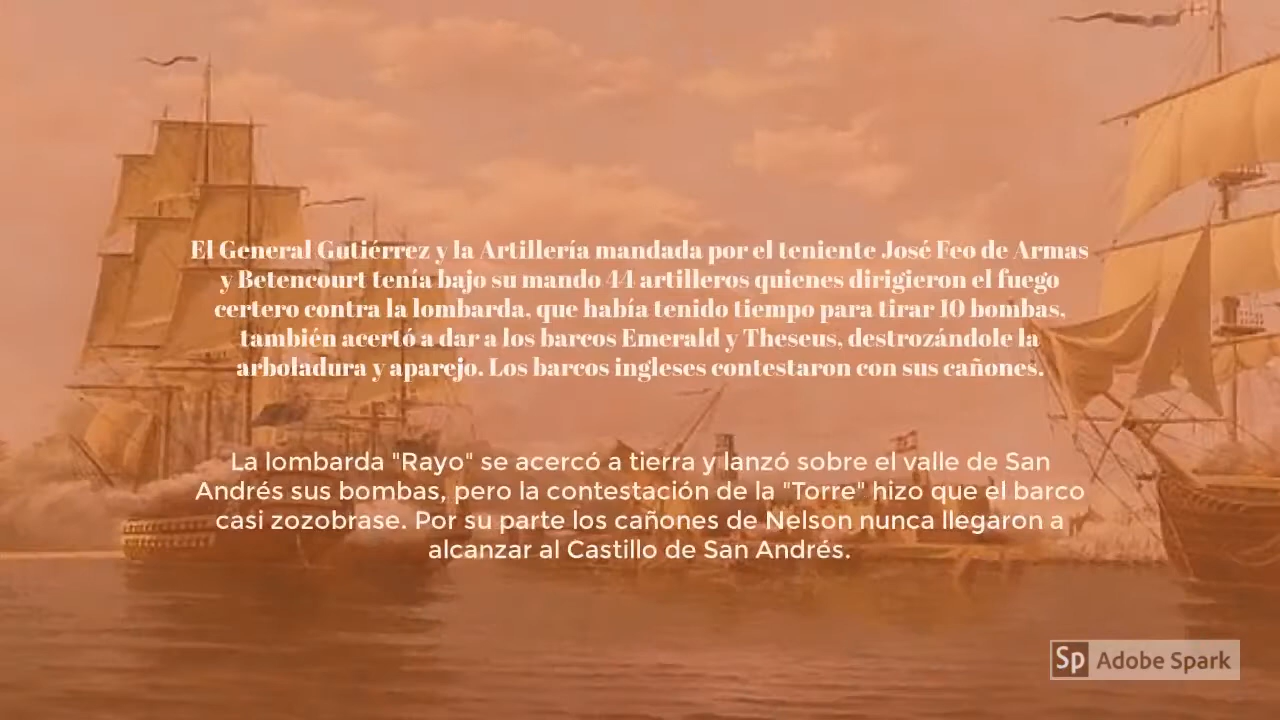 El General Gutiérrez y la Artillería mandada por el teniente José Feo de Armas
y Betencourt tenía bajo su mando 44 artilleros quienes dirigieron el fuego
certero contra la lombarda, que había tenido tiempo para tirar 10 bombas,
también acertó a dar a los barcos Emerald y Theseus, destrozándole la
arboladura y aparejo. Los barcos ingleses contestaron con sus cañones.
La lombarda "Rayo" se acercó a tierra y lanzó sobre el valle de San
Andrés sus bombas, pero la contestación de la "Torre" hizo que el barco
casi zozobrase. Por su parte los cañones de Nelson nunca llegaron a
alcanzar al Castillo de San Andrés.
Sp Adobe Spark